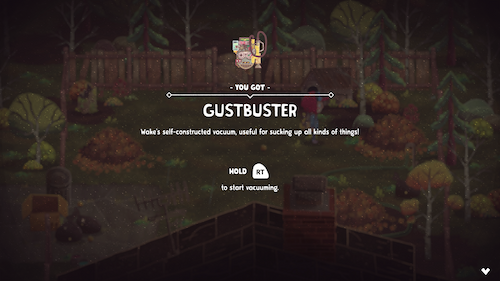 - YOU GOT -
GUSTBUSTER
Wake's self-constructed vacuum, useful for sucking up all kinds of things!
HOLD RT
to start vacuuming.